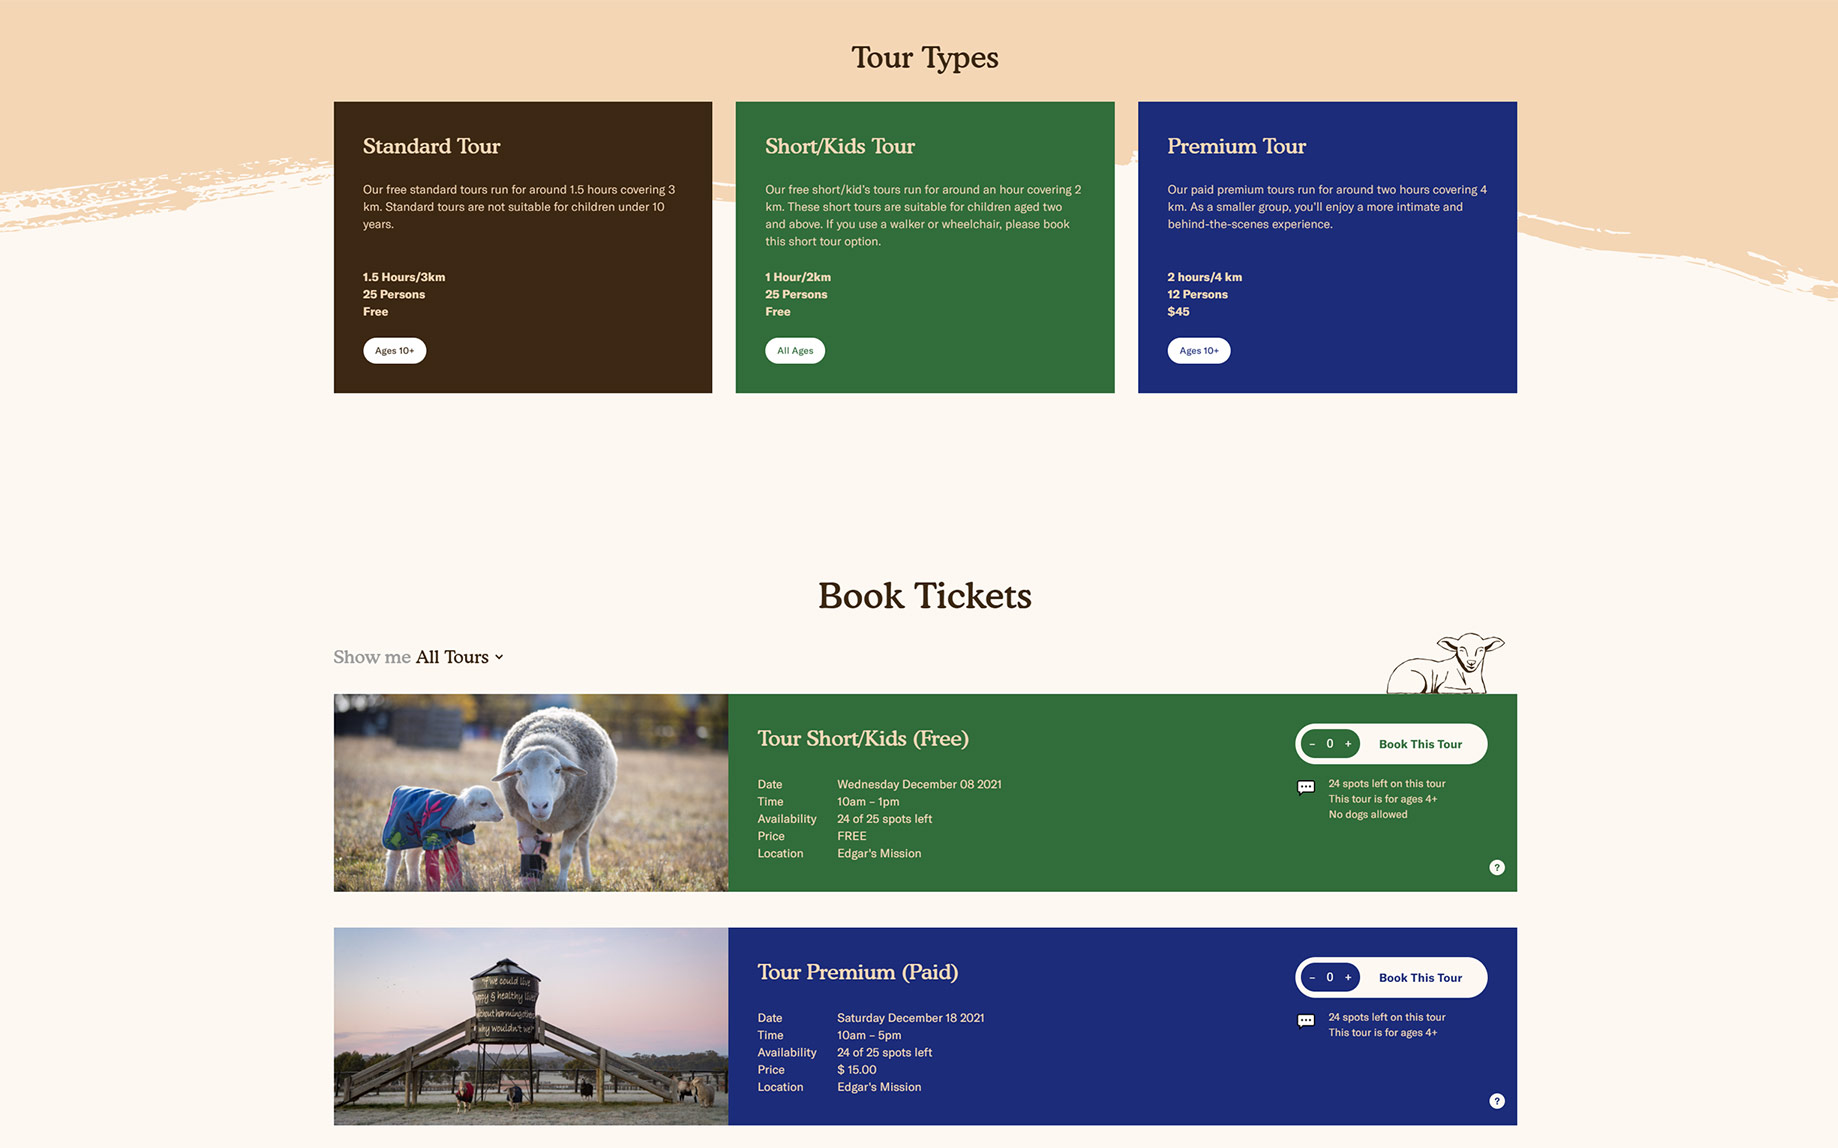 Tour Types
Standard Tour
Our free standard tours run for around 1.5 hours covering 3
km. Standard tours are not suitable for children under 10
years.
1.5 Hours/3km
25 Persons
Free
Ages 10+
Short/Kids Tour
Our free short/kid's tours run for around an hour covering 2
km. These short tours are suitable for children aged two
and above. If you use a walker or wheelchair, please book
this short tour option.
1 Hour/2km
25 Persons
Free
All Ages
Premium Tour
Our paid premium tours run for around two hours covering 4
km. As a smaller group, you'll enjoy a more intimate and
behind-the-scenes experience.
2 hours/4 km
12 Persons
$45
Ages 10+
Book Tickets
Show me All Tours
Tour Short/Kids (Free)
Date Wednesday December 08 2021
Time 10am – 1pm
Availability 24 of 25 spots left
Price FREE
Location Edgar's Mission
– 0 + Book This Tour
24 spots left on this tour
This tour is for ages 4+
No dogs allowed
?
"If we could live
happy & healthy lives
without harming others
why wouldn't we?"
Tour Premium (Paid)
Date Saturday December 18 2021
Time 10am – 5pm
Availability 24 of 25 spots left
Price $ 15.00
Location Edgar's Mission
– 0 + Book This Tour
24 spots left on this tour
This tour is for ages 4+
?